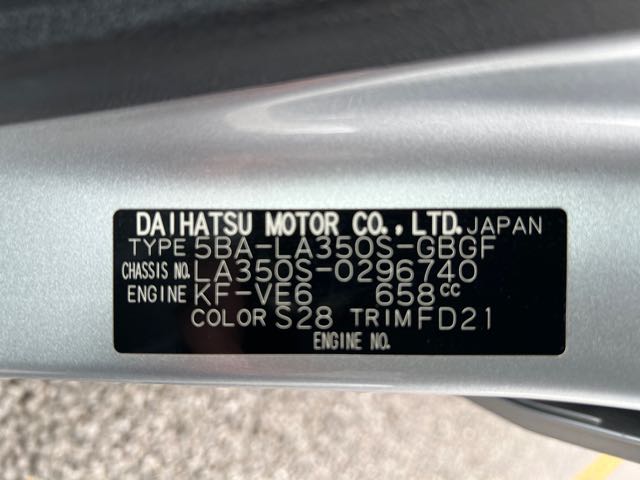 DAIHATSU MOTOR CO.,LTD. JAPAN
TYPE 5BA-LA350S-GBGF
CHASSIS NO. LA350S-0296740
ENGINE KF-VE6 658cc
COLOR S28 TRIM FD21
ENGINE NO.